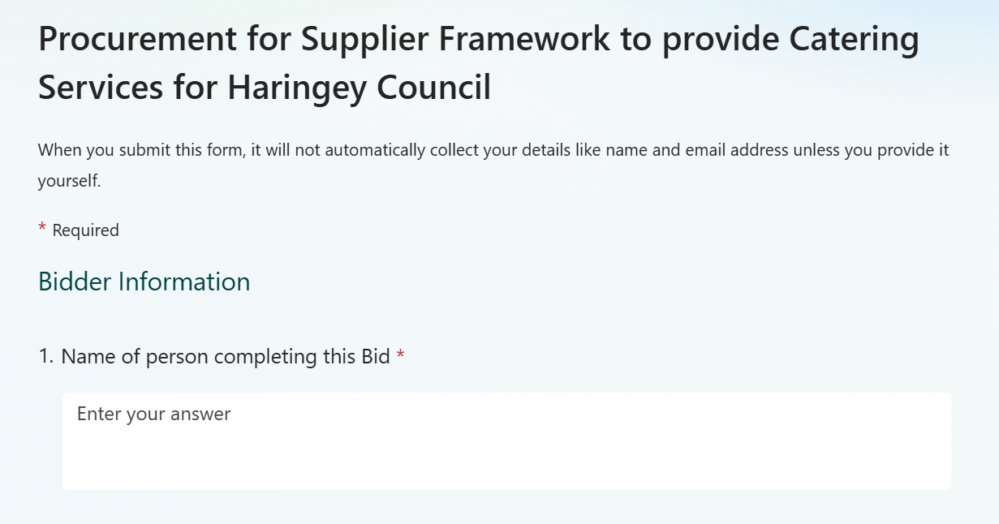 Procurement for Supplier Framework to provide Catering
Services for Haringey Council
When you submit this form, it will not automatically collect your details like name and email address unless you provide it
yourself.
* Required
Bidder Information
1. Name of person completing this Bid *
Enter your answer